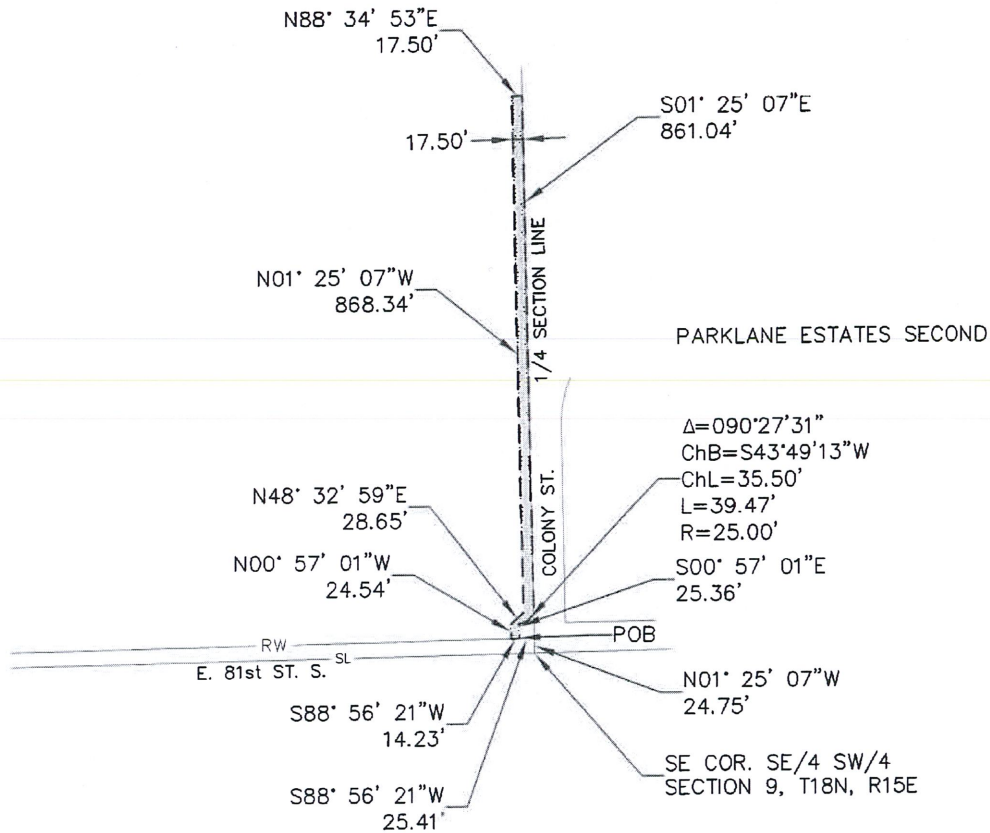 N88° 34' 53"E
17.50'
S01° 25' 07"E
861.04'
17.50'
1/4 SECTION LINE
N01° 25' 07"W
868.34'
PARKLANE ESTATES SECOND
Δ=090°27'31"
ChB=S43°49'13"W
ChL=35.50'
L=39.47'
R=25.00'
N48° 32' 59"E
28.65'
COLONY ST.
N00° 57' 01"W
24.54'
S00° 57' 01"E
25.36'
POB
RW
SL
E. 81st ST. S.
N01° 25' 07"W
24.75'
S88° 56' 21"W
14.23'
SE COR. SE/4 SW/4
SECTION 9, T18N, R15E
S88° 56' 21"W
25.41'